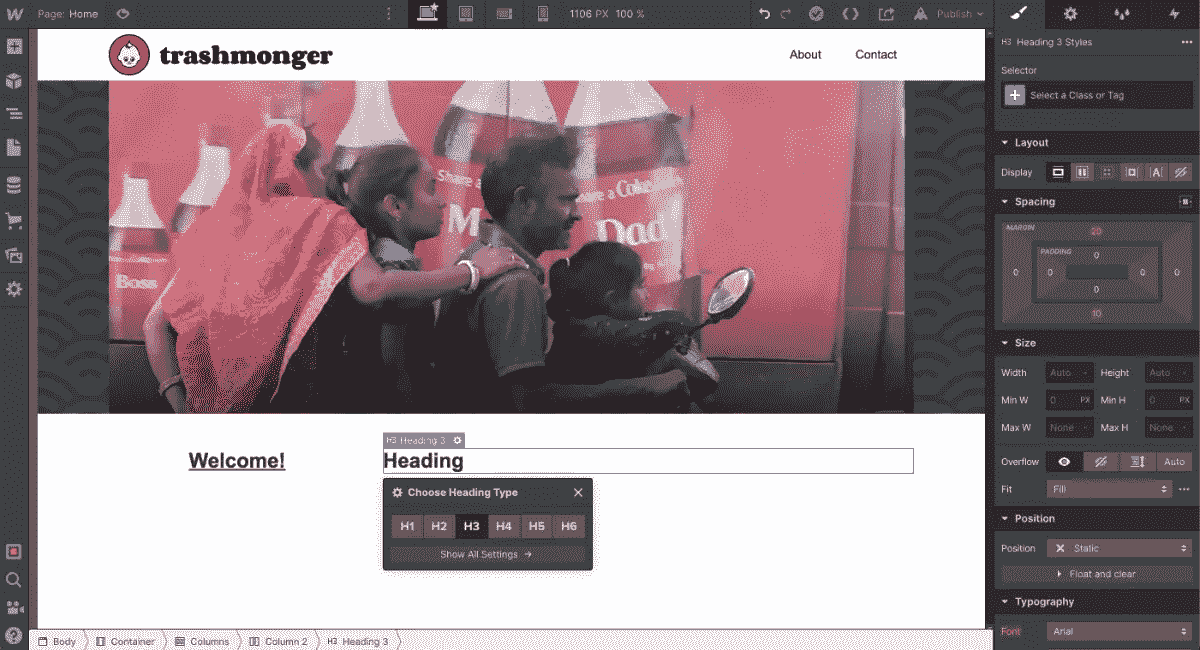 Page: Home
1106 PX 100 %
Publish
trashmonger
About Contact
Share a
M
Share a Coke
Dad
Boss
Welcome!
H3 Heading 3
Heading
Choose Heading Type
H1 H2 H3 H4 H5 H6
Show All Settings
Body Container Columns Column 2 H3 Heading 3
H3 Heading 3 Styles
Selector
Select a Class or Tag
Layout
Display
Spacing
MARGIN
20
PADDING
0
0 0 0 0
0
10
Size
Width Auto - Height Auto -
Min W 0 PX Min H 0 PX
Max W None - Max H None -
Overflow Auto
Fit Fill
Position
Position Static
Float and clear
Typography
Font Arial